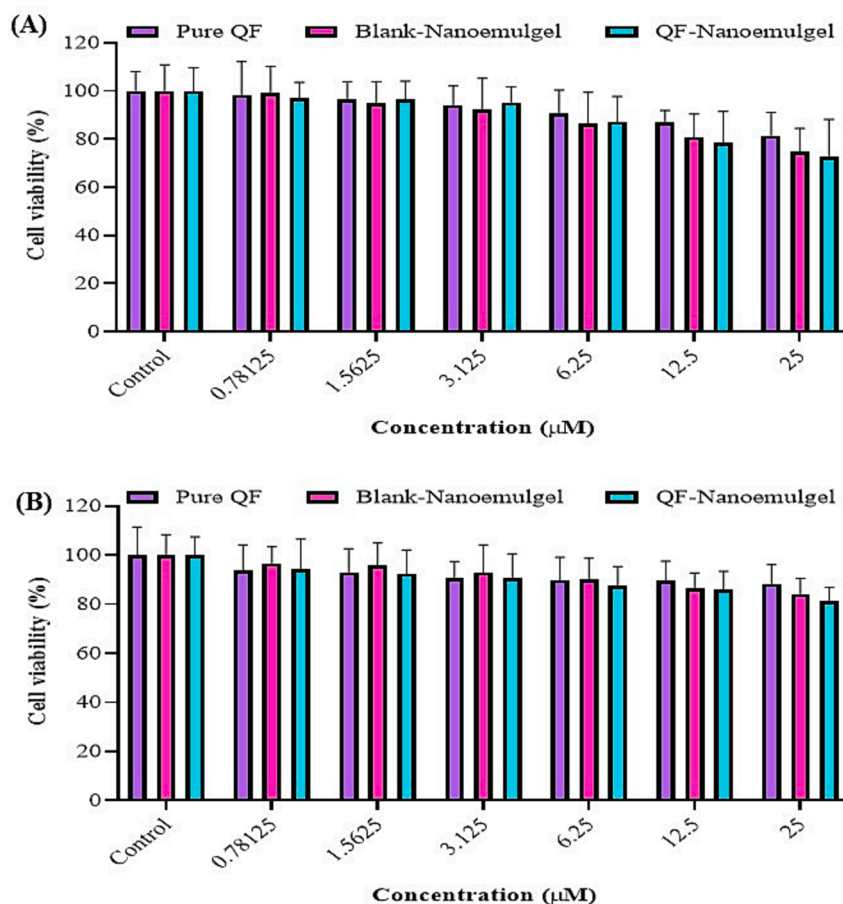 (A)
Pure QF Blank-Nanoemulgel QF-Nanoemulgel
120
100
80
60
40
20
0
Cell viability (%)
Control 0.78125 1.5625 3.125 6.25 12.5 25
Concentration (μM)
(B)
Pure QF Blank-Nanoemulgel QF-Nanoemulgel
120
100
80
60
40
20
0
Cell viability (%)
Control 0.78125 1.5625 3.125 6.25 12.5 25
Concentration (μM)